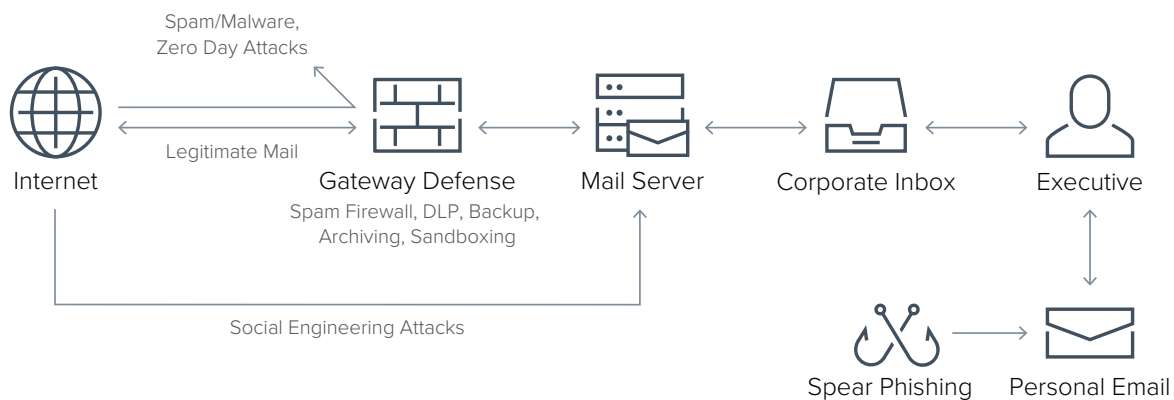 Spam/Malware,
Zero Day Attacks
Legitimate Mail
Internet
Gateway Defense
Spam Firewall, DLP, Backup,
Archiving, Sandboxing
Mail Server
Corporate Inbox
Executive
Social Engineering Attacks
Spear Phishing
Personal Email